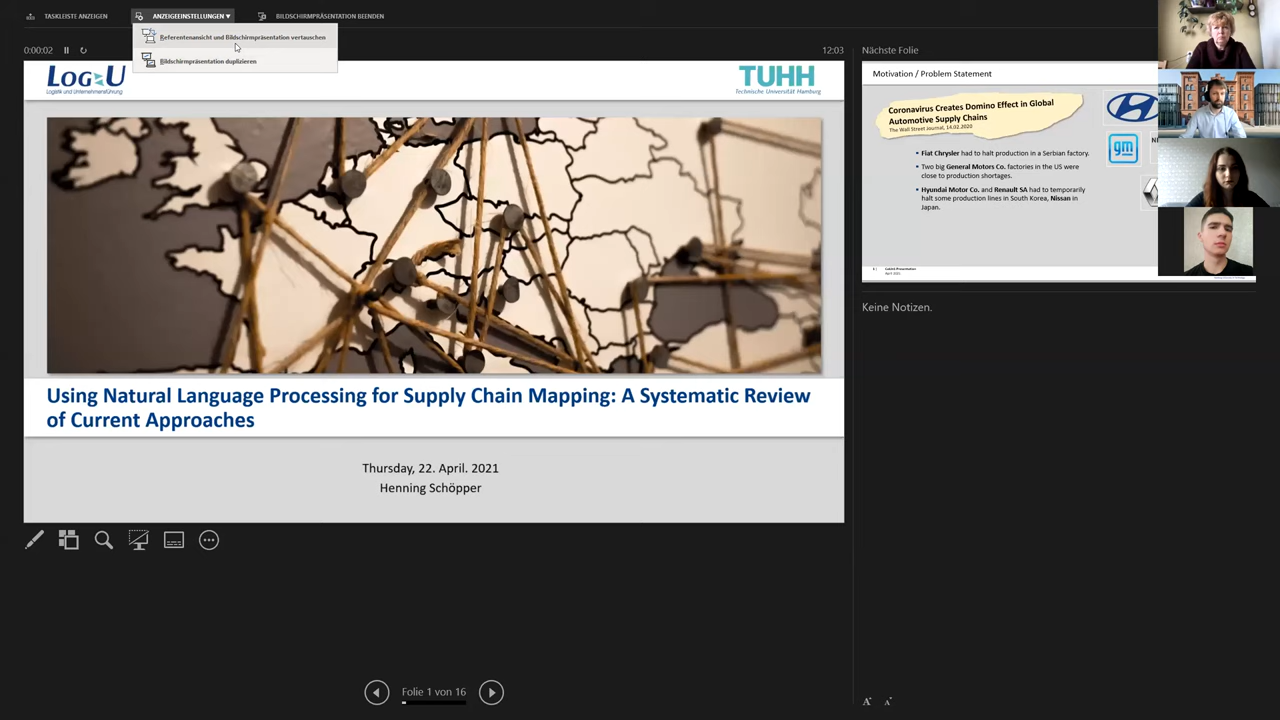 TASKLEISTE ANZEIGEN
ANZEIGEEINSTELLUNGEN ▼
BILDSCHIRMPRÄSENTATION BEENDEN
Referentenansicht und Bildschirmpräsentation vertauschen
Bildschirmpräsentation duplizieren
0:00:02
12:03
LOGU
Logistik und Unternehmensführung
TUHH
Technische Universität Hamburg
Using Natural Language Processing for Supply Chain Mapping: A Systematic Review
of Current Approaches
Thursday, 22. April. 2021
Henning Schöpper
Folie 1 von 16
Nächste Folie
Motivation / Problem Statement
Coronavirus Creates Domino Effect in Global
Automotive Supply Chains
The Wall Street Journal, 14.02.2020
▪ Fiat Chrysler had to halt production in a Serbian factory.
▪ Two big General Motors Co. factories in the US were
close to production shortages.
▪ Hyundai Motor Co. and Renault SA had to temporarily
halt some production lines in South Korea, Nissan in
Japan.
gm
Keine Notizen.